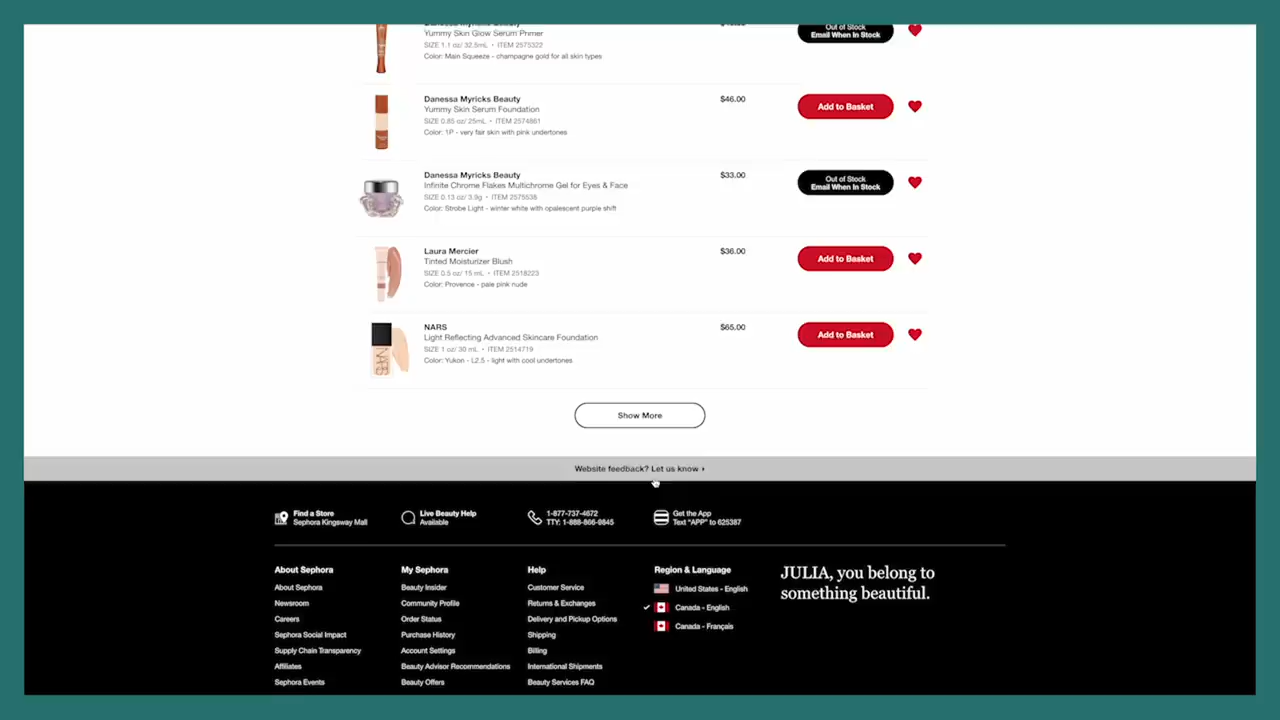 Yummy Skin Glow Serum Primer
SIZE 1.1 oz/ 32.5mL • ITEM 2575322
Color: Main Squeeze - champagne gold for all skin types
Out of Stock
Email When In Stock
Danessa Myricks Beauty
$46.00
Yummy Skin Serum Foundation
SIZE 0.85 oz/ 25mL • ITEM 2574861
Color: 1P - very fair skin with pink undertones
Add to Basket
Danessa Myricks Beauty
$33.00
Infinite Chrome Flakes Multichrome Gel for Eyes & Face
SIZE 0.13 oz/ 3.9g • ITEM 2575538
Color: Strobe Light - winter white with opalescent purple shift
Out of Stock
Email When In Stock
Laura Mercier
$36.00
Tinted Moisturizer Blush
SIZE 0.5 oz/ 15 mL • ITEM 2518223
Color: Provence - pale pink nude
Add to Basket
NARS
$65.00
Light Reflecting Advanced Skincare Foundation
SIZE 1 oz/ 30 mL • ITEM 2514719
Color: Yukon - L2.5 - light with cool undertones
Add to Basket
NARS
Show More
Website feedback? Let us know ›
Find a Store
Sephora Kingsway Mall
Live Beauty Help
Available
1-877-737-4672
TTY: 1-888-866-9845
Get the App
Text “APP” to 625387
About Sephora
About Sephora
Newsroom
Careers
Sephora Social Impact
Supply Chain Transparency
Affiliates
Sephora Events
My Sephora
Beauty Insider
Community Profile
Order Status
Purchase History
Account Settings
Beauty Advisor Recommendations
Beauty Offers
Help
Customer Service
Returns & Exchanges
Delivery and Pickup Options
Shipping
Billing
International Shipments
Beauty Services FAQ
Region & Language
United States - English
Canada - English
Canada - Français
JULIA, you belong to
something beautiful.